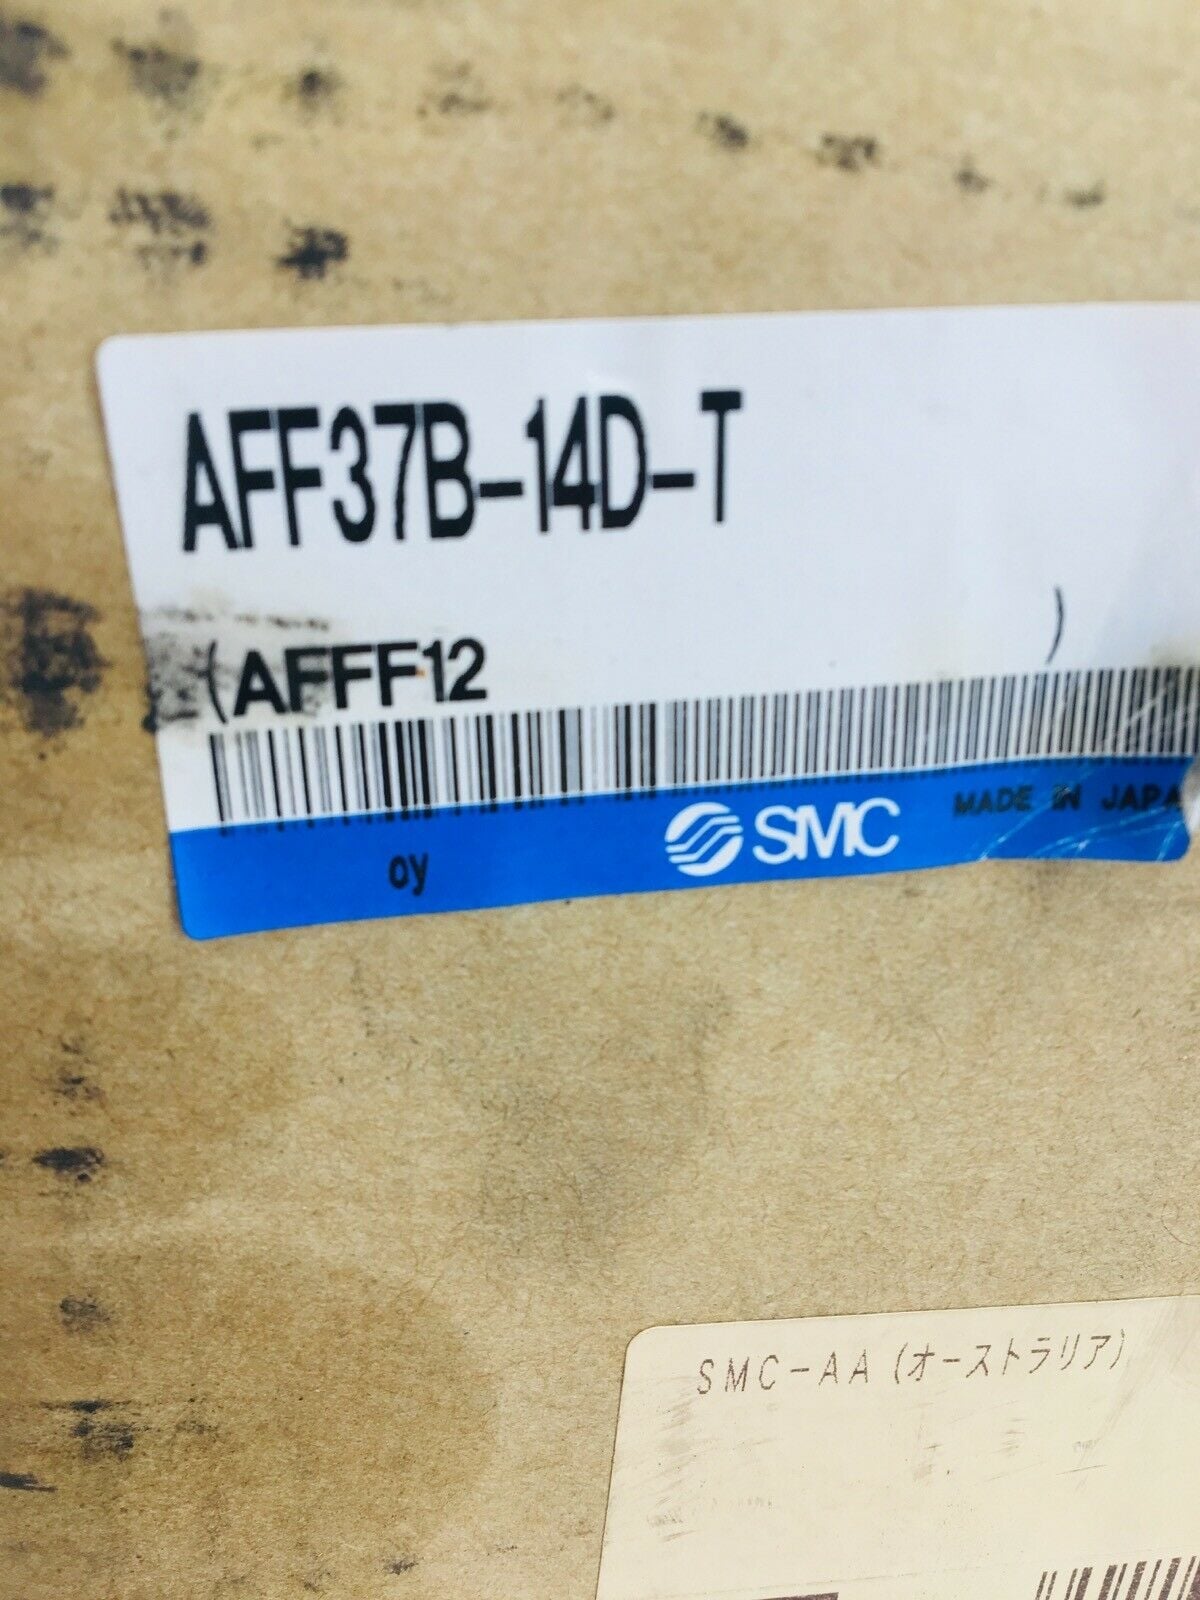 AFF37B-14D-T
(AFFF12 )
SMC MADE IN JAPA
oy
SMC-AA (オーストラリア)